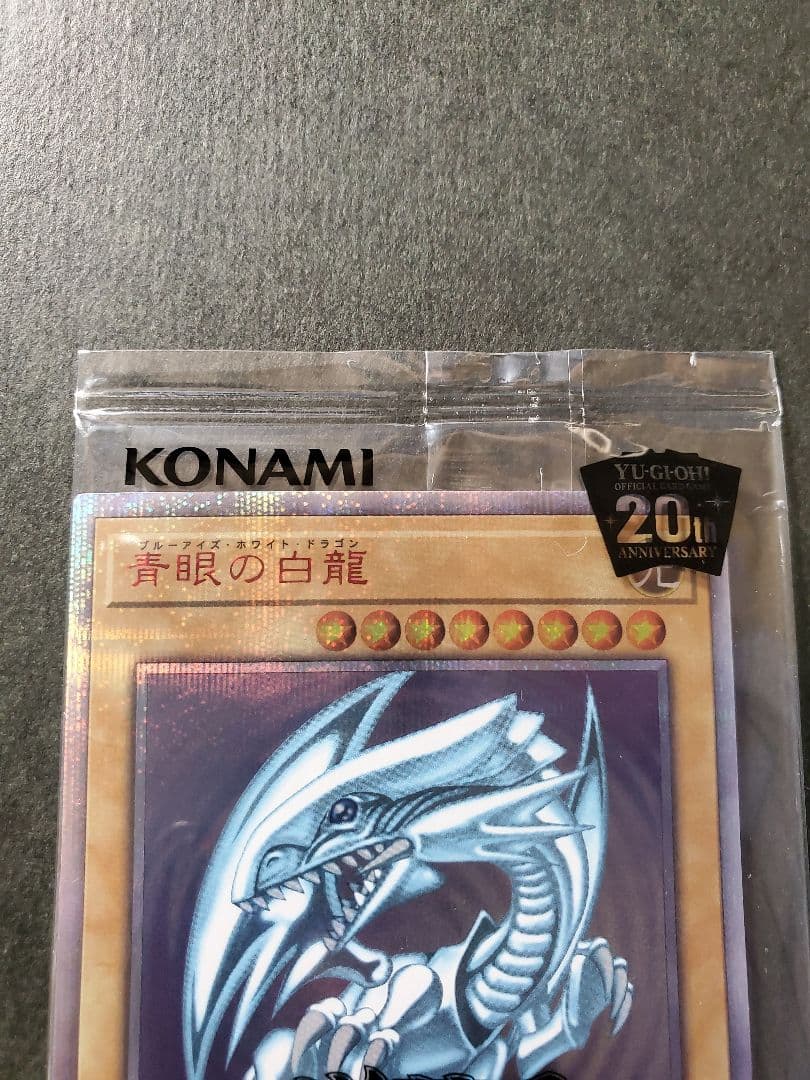 KONAMI
YU-GI-OH!
OFFICIAL CARD GAME
20th
ANNIVERSARY
ブルーアイズ・ホワイト・ドラゴン
青眼の白龍